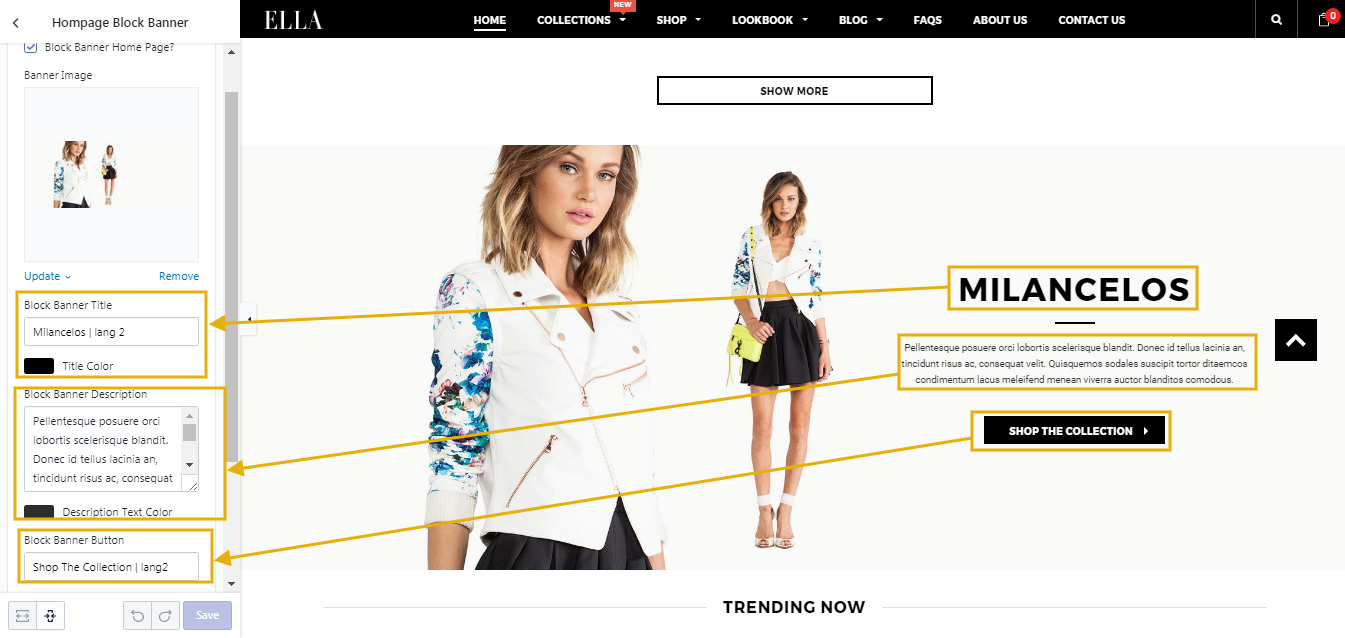 Hompage Block Banner
Block Banner Home Page?
Banner Image
Update
Remove
Block Banner Title
Milancelos | lang 2
Title Color
Block Banner Description
Pellentesque posuere orci
lobortis scelerisque blandit.
Donec id tellus lacinia an,
tincidunt risus ac, consequat
Description Text Color
Block Banner Button
Shop The Collection | lang2
Save
ELLA
HOME
COLLECTIONS
NEW
SHOP
LOOKBOOK
BLOG
FAQS
ABOUT US
CONTACT US
0
SHOW MORE
MILANCELOS
Pellentesque posuere orci lobortis scelerisque blandit. Donec id tellus lacinia an,
tincidunt risus ac, consequat velit. Quisquemos sodales suscipit tortor ditaemcos
condimentum lacus meleifend menean viverra auctor blanditos comodous.
SHOP THE COLLECTION
TRENDING NOW